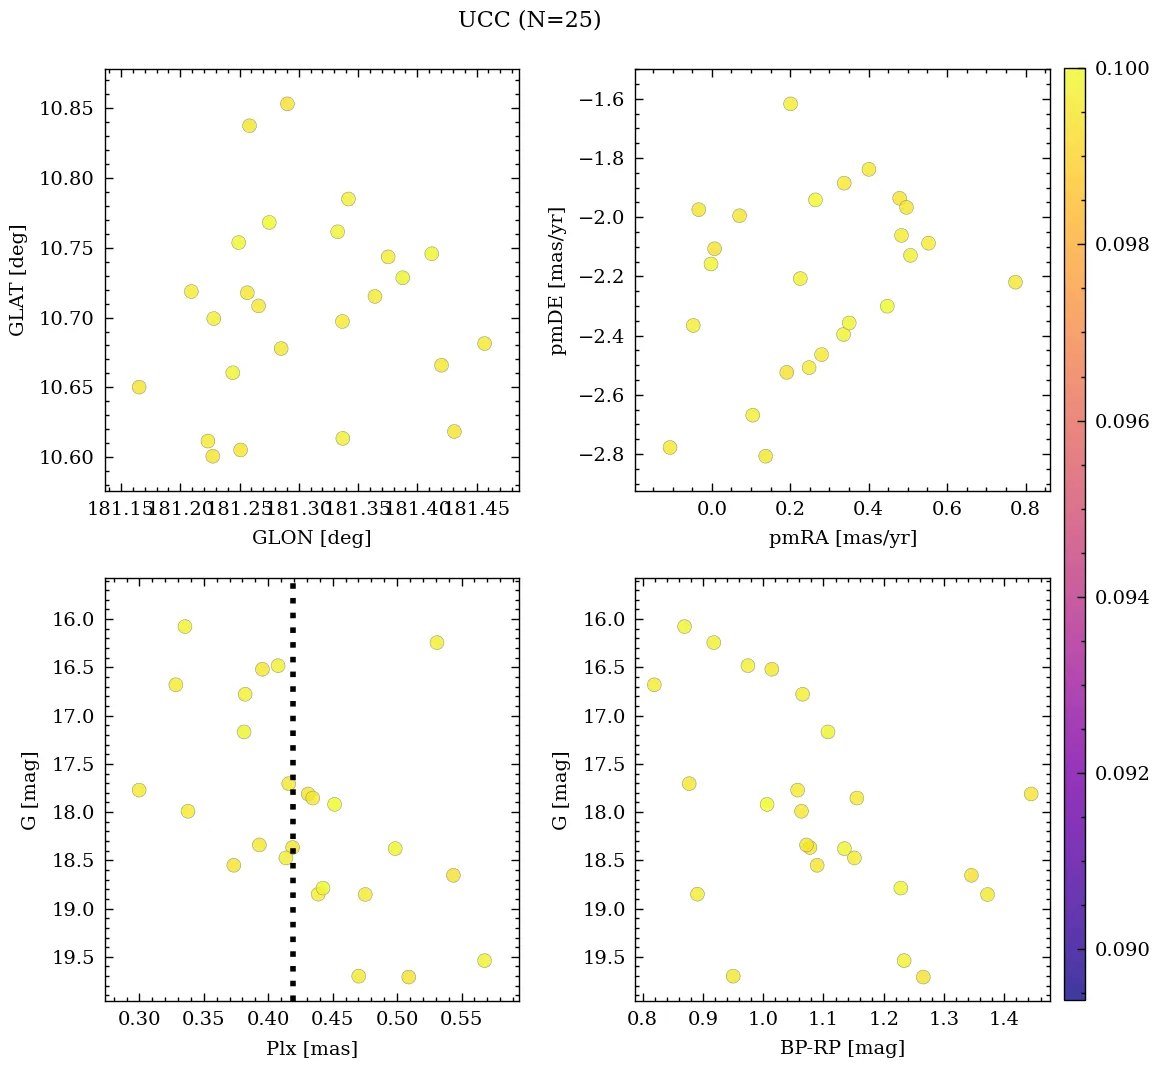 UCC (N=25)
10.85
10.80
10.75
10.70
10.65
10.60
GLAT [deg]
181.15 181.20 181.25 181.30 181.35 181.40 181.45
GLON [deg]
−1.6
−1.8
−2.0
−2.2
−2.4
−2.6
−2.8
pmDE [mas/yr]
0.0 0.2 0.4 0.6 0.8
pmRA [mas/yr]
16.0
16.5
17.0
17.5
18.0
18.5
19.0
19.5
G [mag]
0.30 0.35 0.40 0.45 0.50 0.55
Plx [mas]
16.0
16.5
17.0
17.5
18.0
18.5
19.0
19.5
G [mag]
0.8 0.9 1.0 1.1 1.2 1.3 1.4
BP-RP [mag]
0.100
0.098
0.096
0.094
0.092
0.090